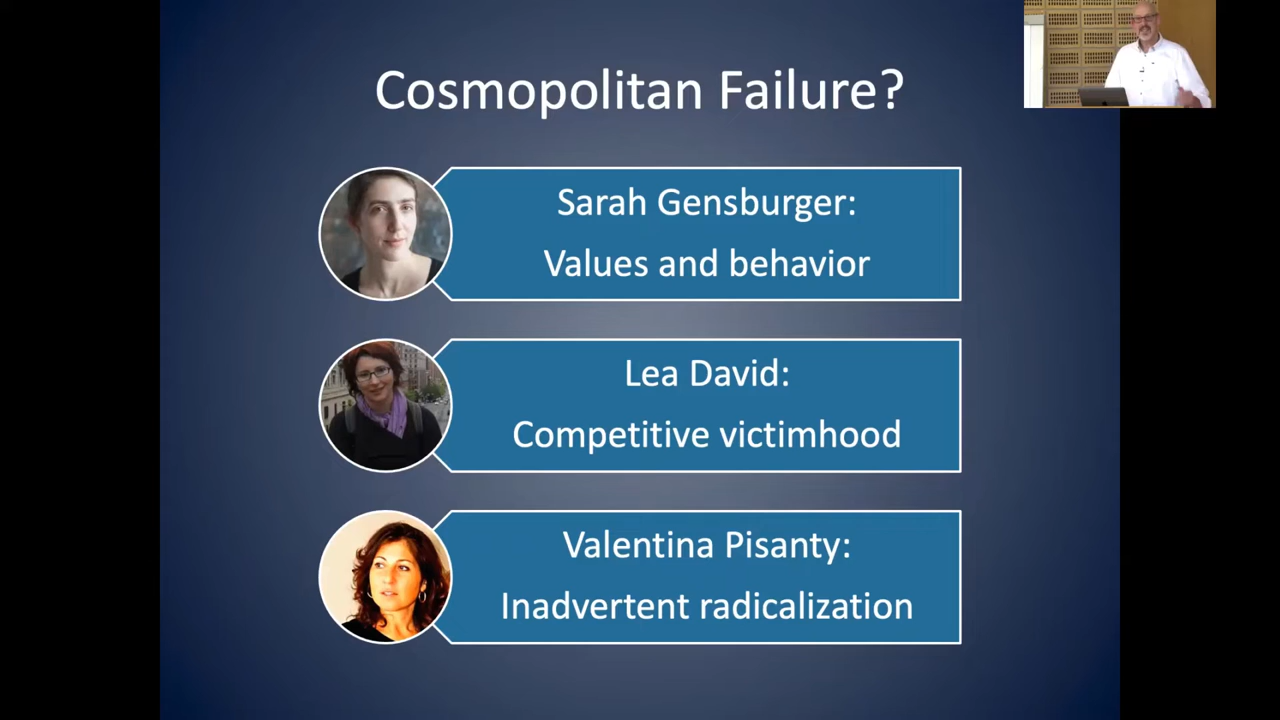 Cosmopolitan Failure?
Sarah Gensburger:
Values and behavior
Lea David:
Competitive victimhood
Valentina Pisanty:
Inadvertent radicalization